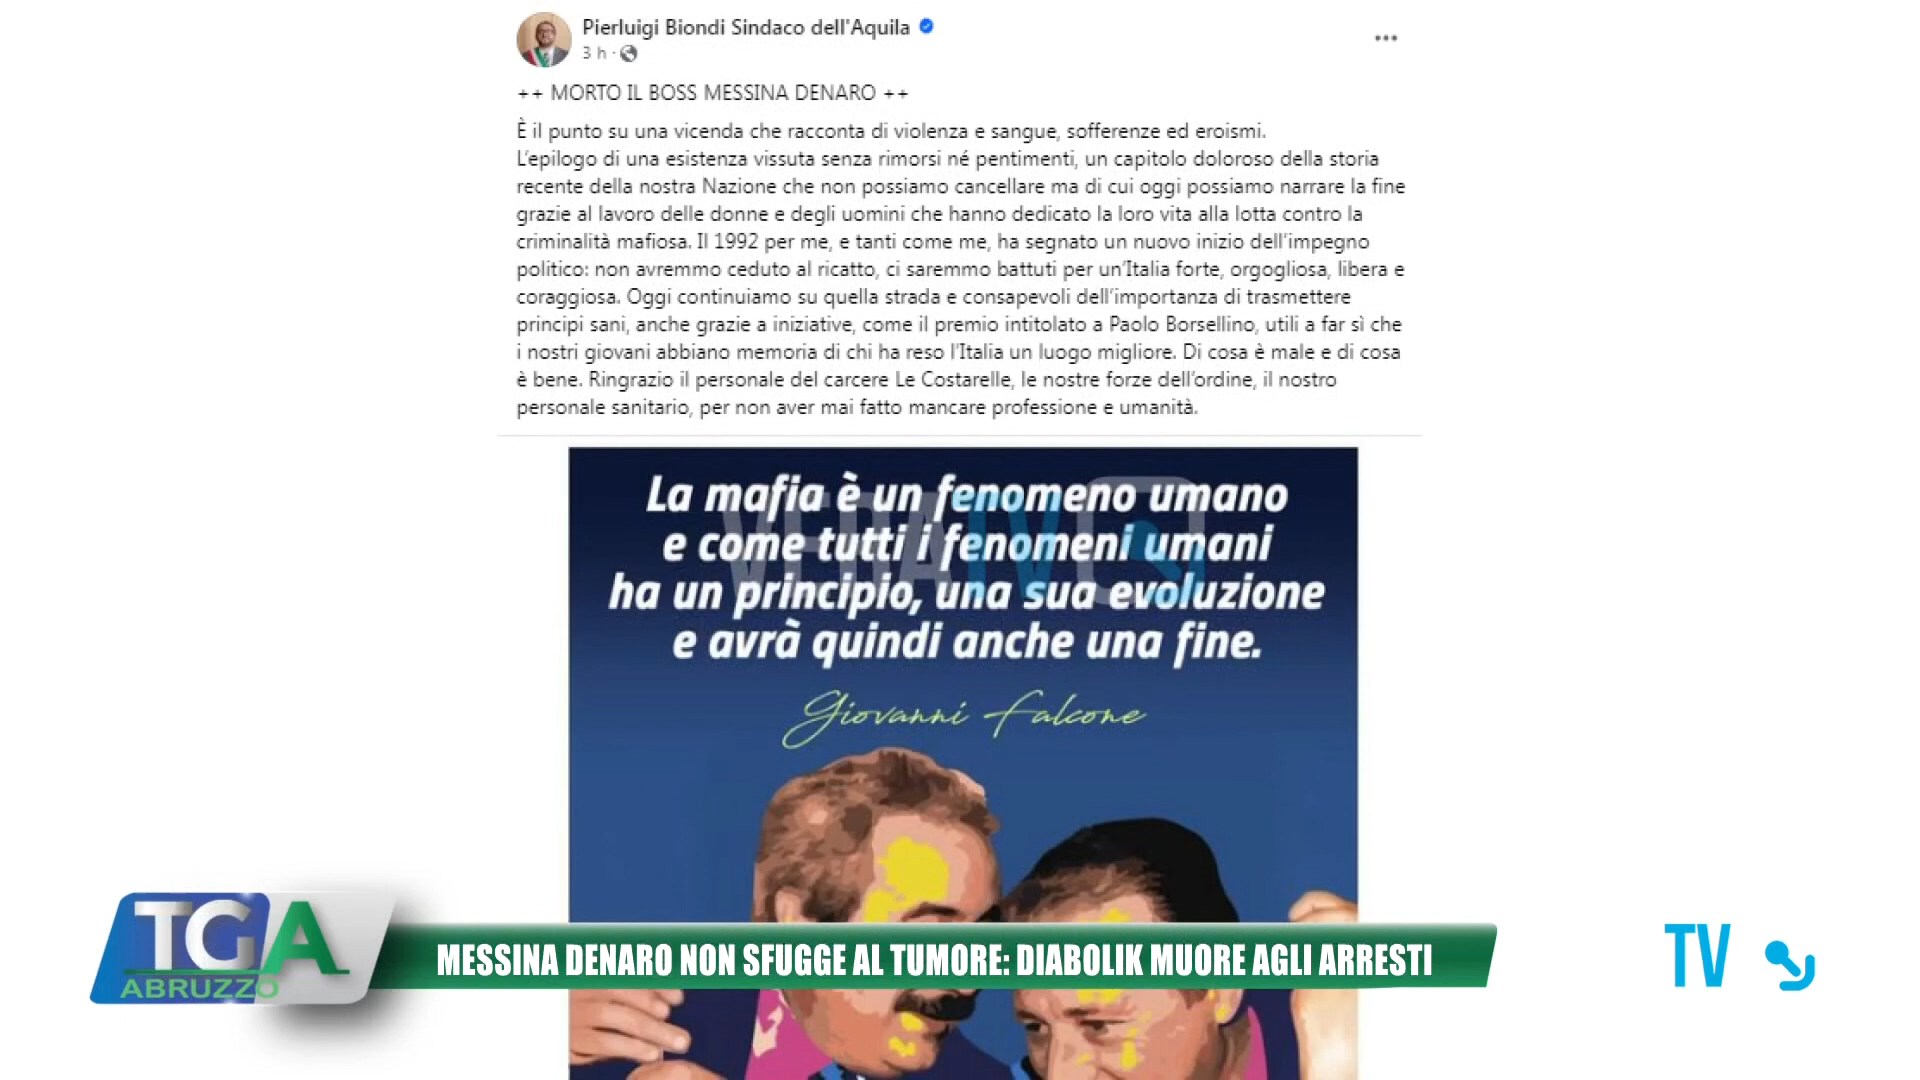 Pierluigi Biondi Sindaco dell'Aquila
3 h ·
++ MORTO IL BOSS MESSINA DENARO ++
È il punto su una vicenda che racconta di violenza e sangue, sofferenze ed eroismi.
L'epilogo di una esistenza vissuta senza rimorsi né pentimenti, un capitolo doloroso della storia
recente della nostra Nazione che non possiamo cancellare ma di cui oggi possiamo narrare la fine
grazie al lavoro delle donne e degli uomini che hanno dedicato la loro vita alla lotta contro la
criminalità mafiosa. Il 1992 per me, e tanti come me, ha segnato un nuovo inizio dell'impegno
politico: non avremmo ceduto al ricatto, ci saremmo battuti per un'Italia forte, orgogliosa, libera e
coraggiosa. Oggi continuiamo su quella strada e consapevoli dell'importanza di trasmettere
principi sani, anche grazie a iniziative, come il premio intitolato a Paolo Borsellino, utili a far sì che
i nostri giovani abbiano memoria di chi ha reso l'Italia un luogo migliore. Di cosa è male e di cosa
è bene. Ringrazio il personale del carcere Le Costarelle, le nostre forze dell'ordine, il nostro
personale sanitario, per non aver mai fatto mancare professione e umanità.
La mafia è un fenomeno umano
e come tutti i fenomeni umani
ha un principio, una sua evoluzione
e avrà quindi anche una fine.
VERATV
Giovanni Falcone
TGA
ABRUZZO
MESSINA DENARO NON SFUGGE AL TUMORE: DIABOLIK MUORE AGLI ARRESTI
TV